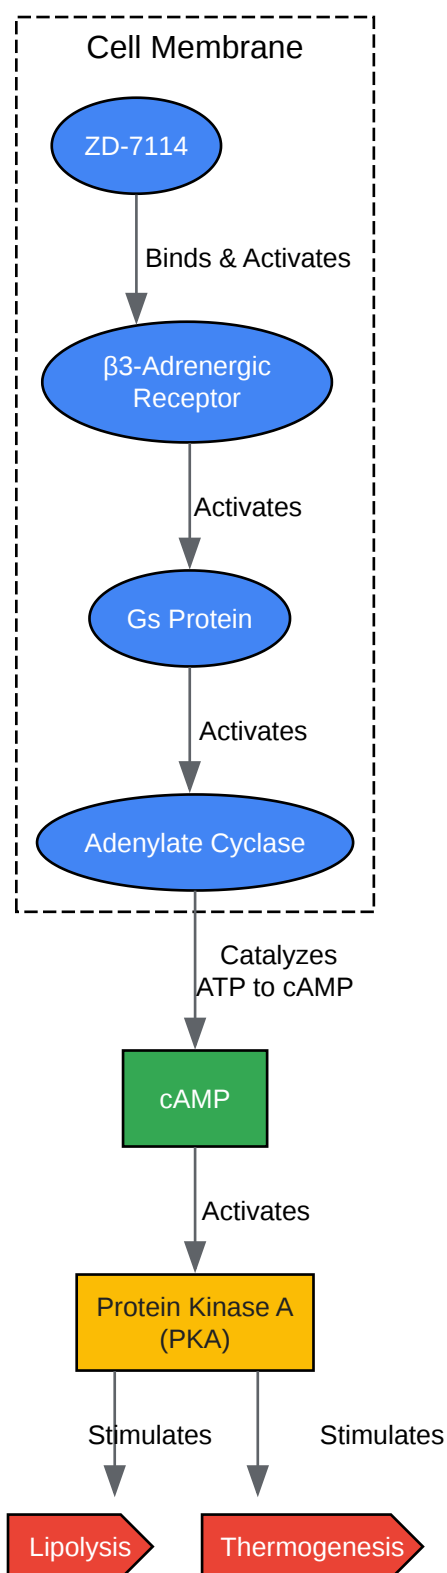 Cell Membrane
ZD-7114
Binds & Activates
β3-Adrenergic
Receptor
Activates
Gs Protein
Activates
Adenylate Cyclase
Catalyzes
ATP to cAMP
cAMP
Activates
Protein Kinase A
(PKA)
Stimulates
Stimulates
Lipolysis
Thermogenesis